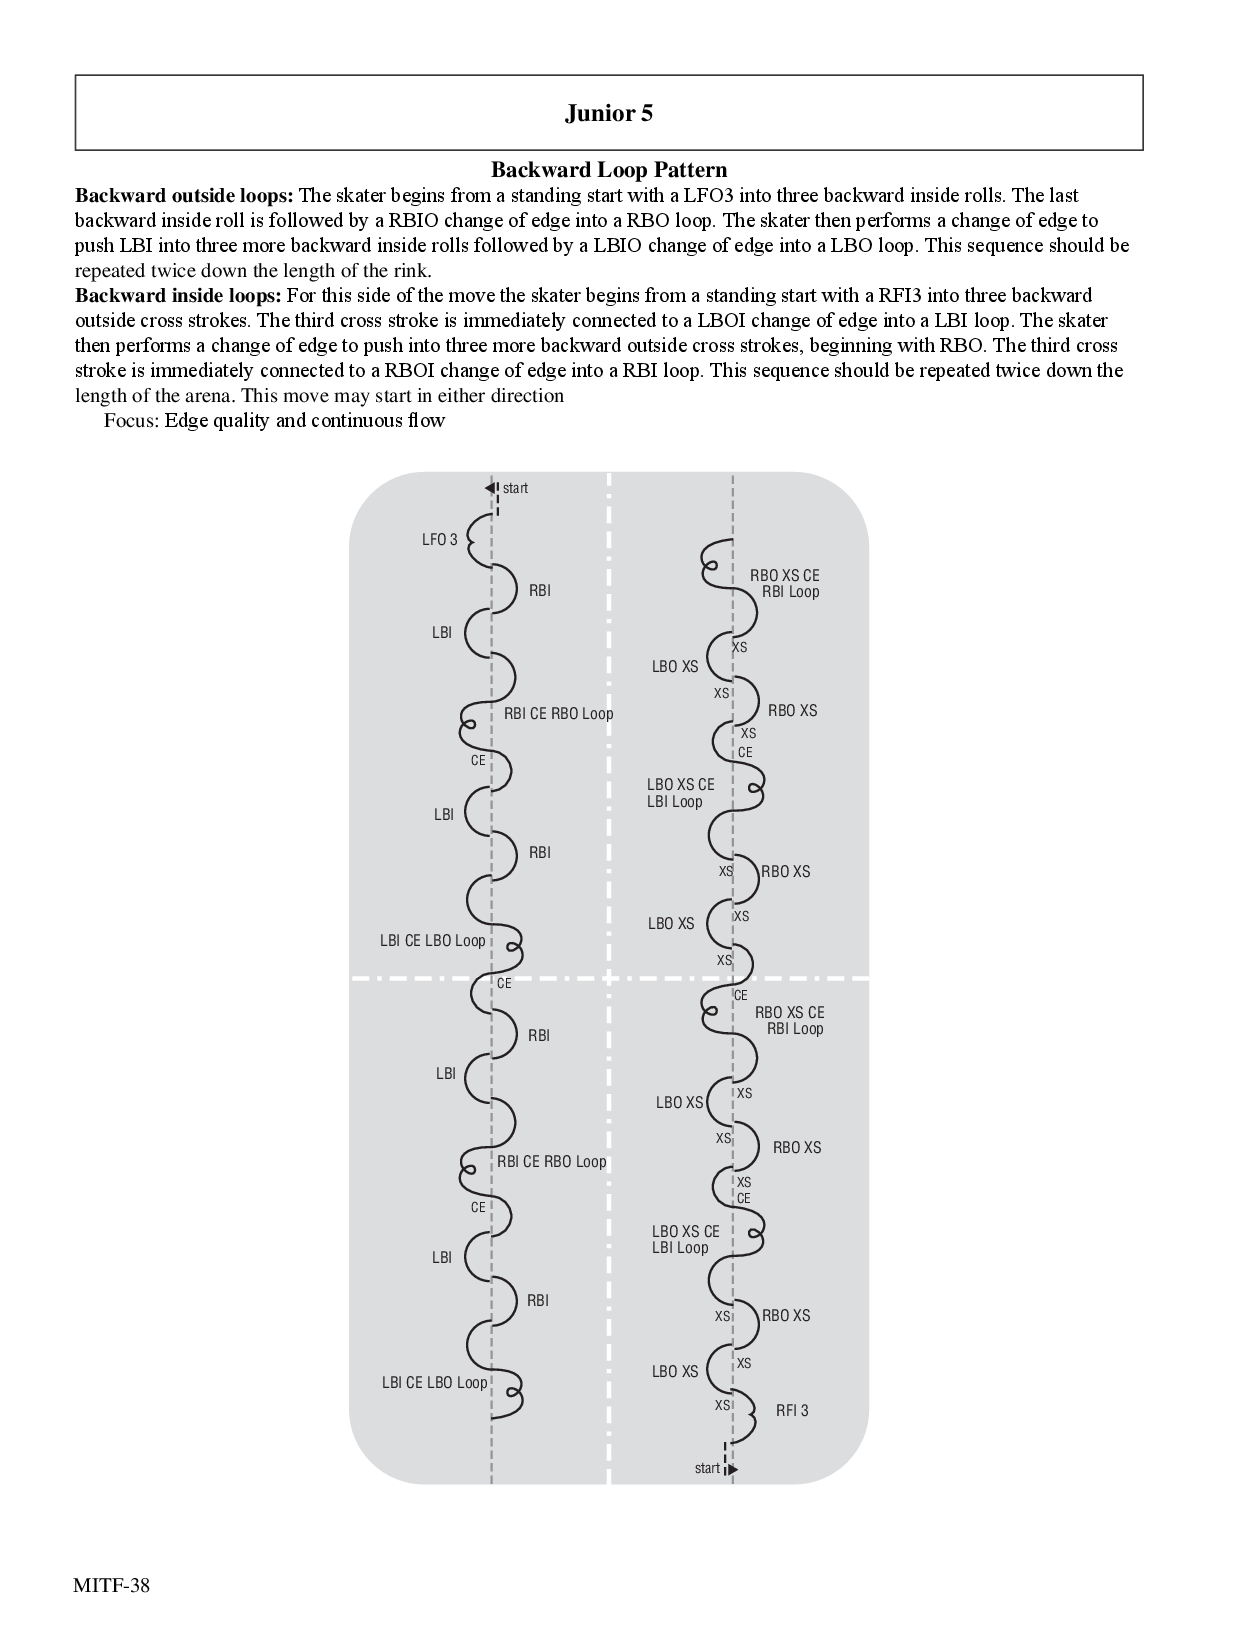 Junior 5
Backward Loop Pattern
Backward outside loops: The skater begins from a standing start with a LFO3 into three backward inside rolls. The last
backward inside roll is followed by a RBIO change of edge into a RBO loop. The skater then performs a change of edge to
push LBI into three more backward inside rolls followed by a LBIO change of edge into a LBO loop. This sequence should be
repeated twice down the length of the rink.
Backward inside loops: For this side of the move the skater begins from a standing start with a RFI3 into three backward
outside cross strokes. The third cross stroke is immediately connected to a LBOI change of edge into a LBI loop. The skater
then performs a change of edge to push into three more backward outside cross strokes, beginning with RBO. The third cross
stroke is immediately connected to a RBOI change of edge into a RBI loop. This sequence should be repeated twice down the
length of the arena. This move may start in either direction
Focus: Edge quality and continuous flow
start
LFO 3
RBI
LBI
RBI CE RBO Loop
CE
LBI
RBI
LBI CE LBO Loop
CE
RBI
LBI
RBI CE RBO Loop
CE
LBI
RBI
LBI CE LBO Loop
RBO XS CE
RBI Loop
XS
LBO XS
XS
RBO XS
XS
CE
LBO XS CE
LBI Loop
XS
RBO XS
XS
LBO XS
XS
CE
RBO XS CE
RBI Loop
XS
LBO XS
XS
RBO XS
XS
CE
LBO XS CE
LBI Loop
XS
RBO XS
XS
LBO XS
XS
RFI 3
start
MITF-38